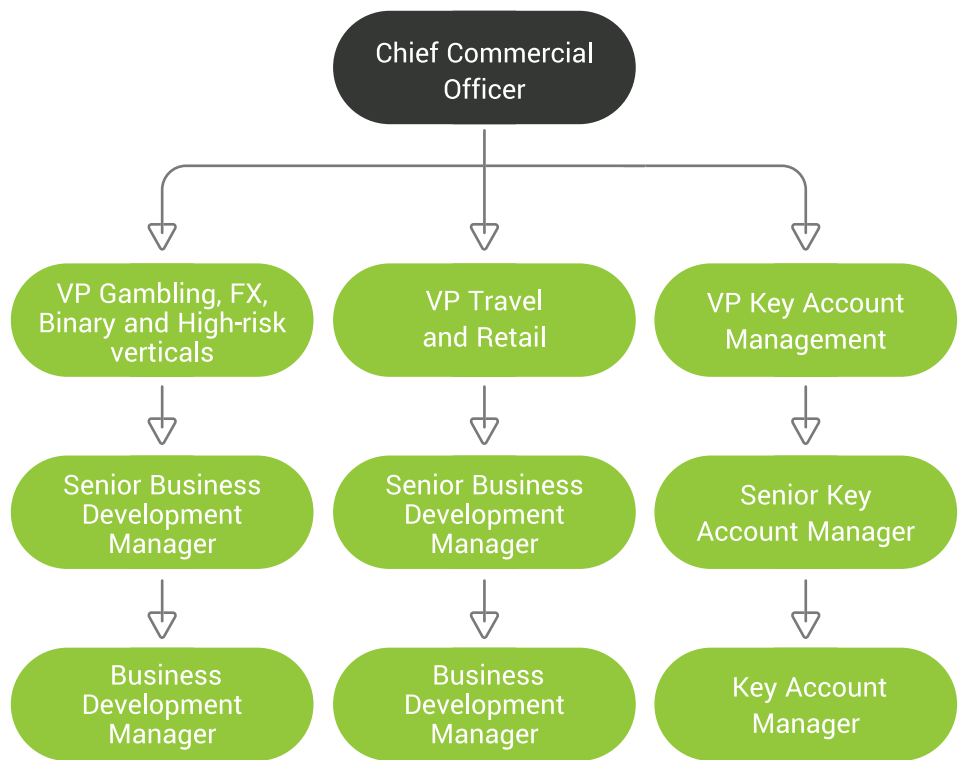 Chief Commercial
Officer
VP Gambling, FX,
Binary and High-risk
verticals
VP Travel
and Retail
VP Key Account
Management
Senior Business
Development
Manager
Senior Business
Development
Manager
Senior Key
Account Manager
Business
Development
Manager
Business
Development
Manager
Key Account
Manager